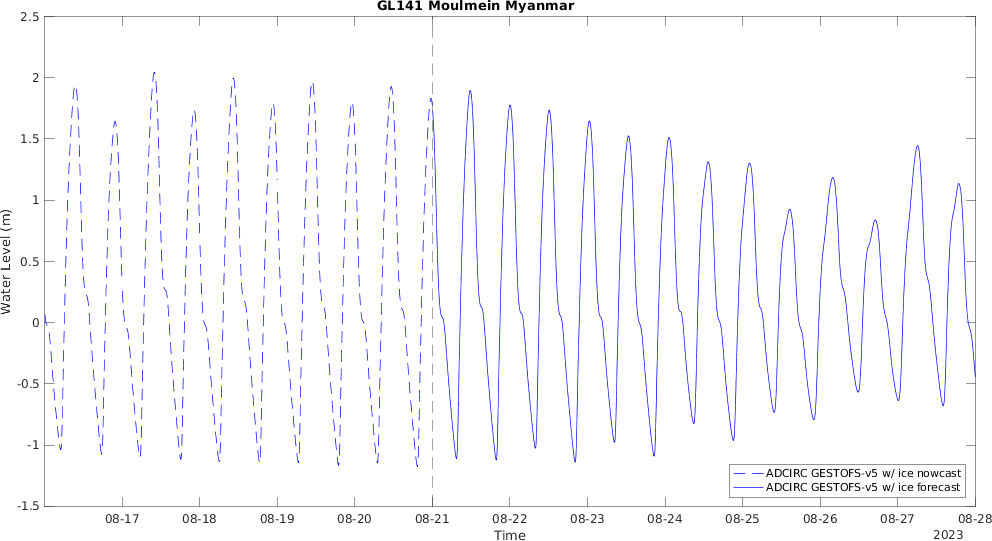 GL141 Moulmein Myanmar
2.5
2
1.5
1
0.5
0
-0.5
-1
-1.5
Water Level (m)
ADCIRC GESTOFS-v5 w/ ice nowcast
ADCIRC GESTOFS-v5 w/ ice forecast
08-17 08-18 08-19 08-20 08-21 08-22 08-23 08-24 08-25 08-26 08-27 08-28
Time
2023